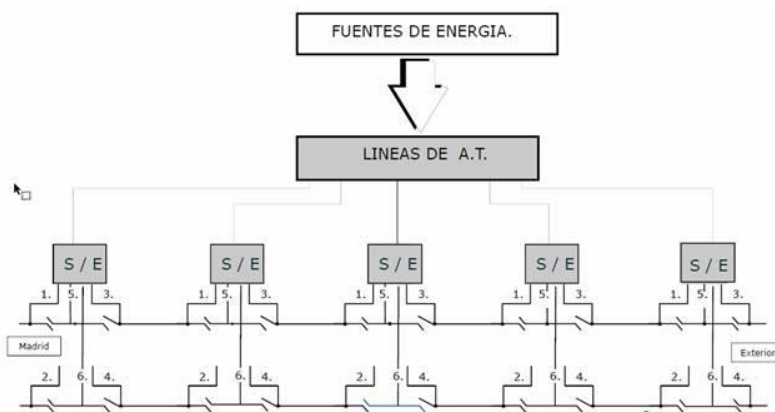 FUENTES DE ENERGIA.
LINEAS DE A.T.
S / E S / E S / E S / E S / E
1. 5. 3. 1. 5. 3. 1. 5. 3. 1. 5. 3. 1. 5. 3.
Madrid Exterior
2. 6. 4. 2. 6. 4. 2. 6. 4. 2. 6. 4. 2. 6. 4.